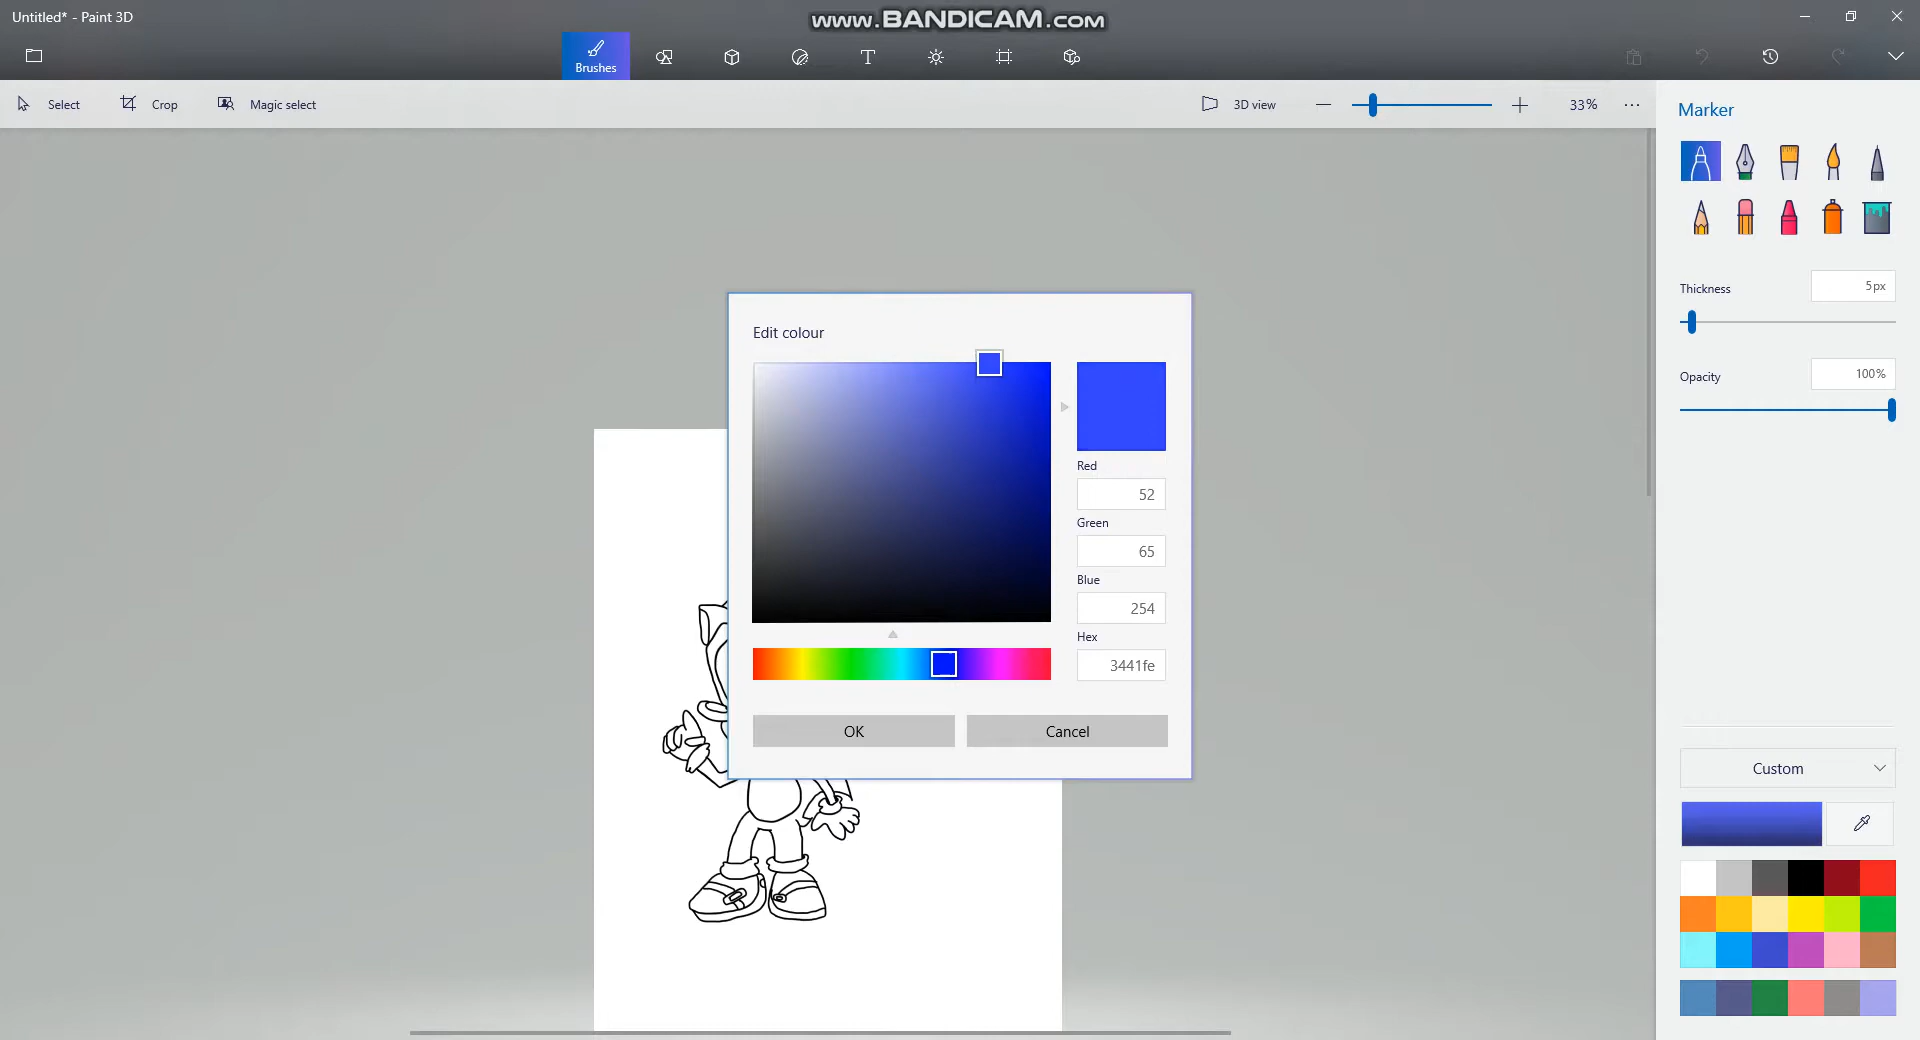 Untitled* - Paint 3D
www.BANDICAM.com
Brushes
Select
Crop
Magic select
3D view
33%
Marker
Thickness
5px
Opacity
100%
Edit colour
Red
52
Green
65
Blue
254
Hex
3441fe
OK
Cancel
Custom